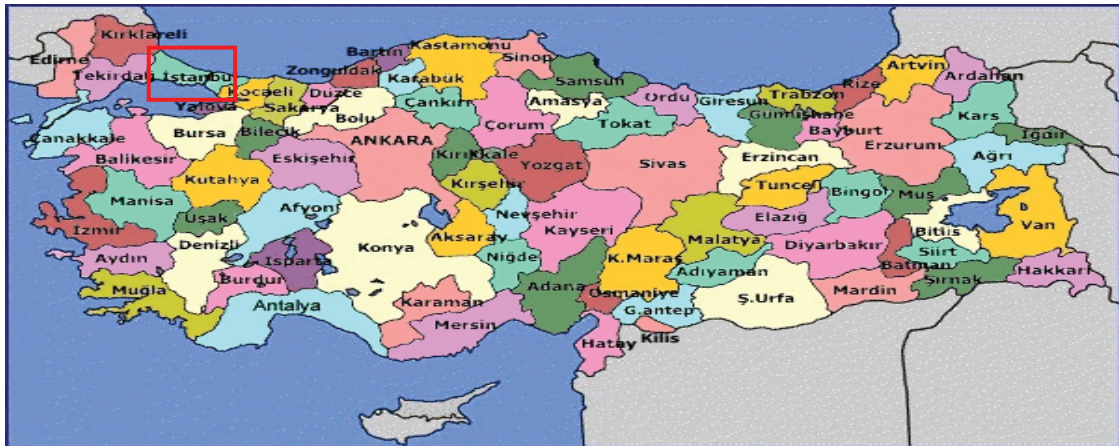 Kırklareli
Edirne
Tekirdağ
İstanbu
Kocaeli
Yalova
Sakarya
Düzce
Zonguldak
Bartın
Karabük
Kastamonu
Sinop
Samsun
Çankırı
Bolu
Amasya
Ordu
Giresun
Trabzon
Rize
Artvin
Ardahan
Gümüşhane
Bayburt
Kars
Iğdır
Çanakkale
Bursa
Bilecik
ANKARA
Çorum
Tokat
Balıkesir
Eskişehir
Kırıkkale
Yozgat
Sivas
Erzincan
Erzurum
Ağrı
Kutahya
Kırşehir
Manisa
Uşak
Afyon
Nevşehir
Kayseri
Tuncel
Bingöl
Muş
Elazığ
İzmir
Denizli
Konya
Aksaray
Malatya
Diyarbakır
Bitlis
Van
Aydın
Isparta
Niğde
K.Maraş
Adıyaman
Batman
Siirt
Hakkari
Muğla
Burdur
Antalya
Karaman
Adana
Osmaniye
Ş.Urfa
Mardin
Şırnak
Mersin
G.antep
Hatay
Kilis